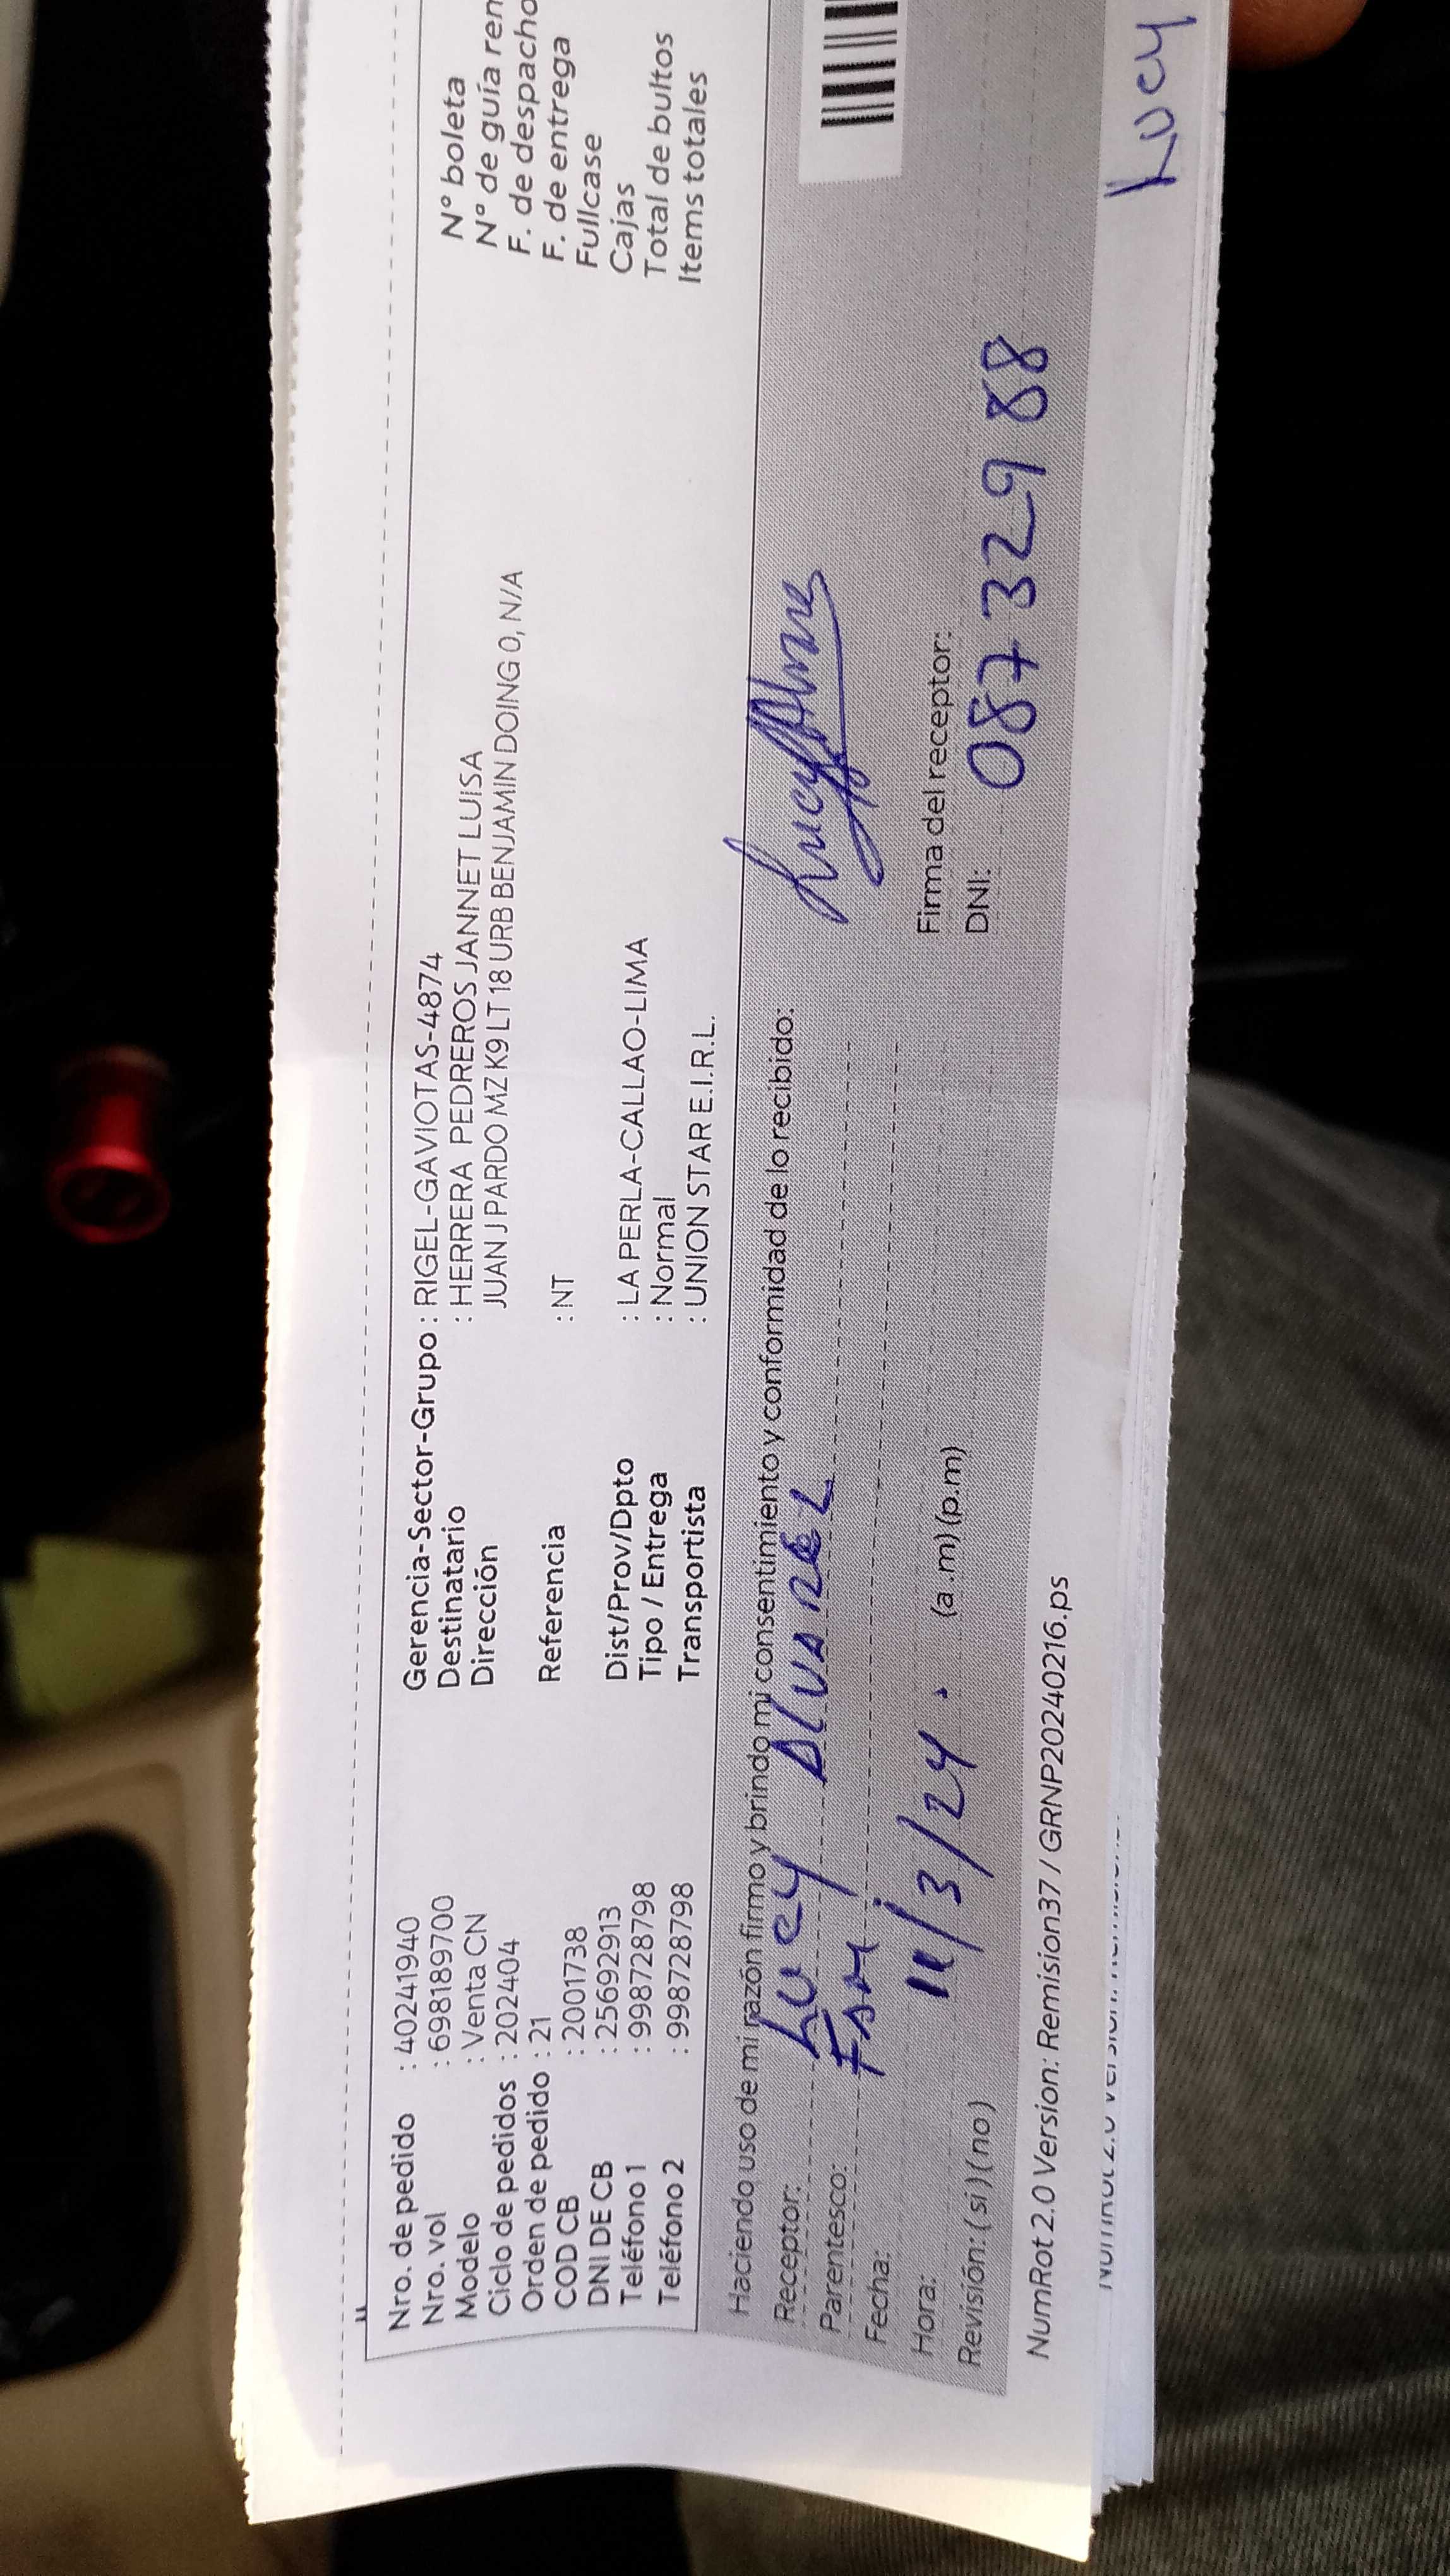 Nro. de pedido : 40241940
Nro. vol : 698189700
Modelo : Venta CN
Ciclo de pedidos : 202404
Orden de pedido : 21
COD CB : 2001738
DNI DE CB : 25692913
Teléfono 1 : 998728798
Teléfono 2 : 998728798
Gerencia-Sector-Grupo : RIGEL-GAVIOTAS-4874
Destinatario : HERRERA PEDREROS JANNET LUISA
Dirección JUAN J PARDO MZ K9 LT 18 URB BENJAMIN DOING 0, N/A
Referencia : NT
Dist/Prov/Dpto : LA PERLA-CALLAO-LIMA
Tipo / Entrega : Normal
Transportista : UNION STAR E.I.R.L.
N° boleta
N° de guía ren
F. de despacho
F. de entrega
Fullcase
Cajas
Total de bultos
Items totales
Haciendo uso de mi razón firmo y brindo mi consentimiento y conformidad de lo recibido:
Receptor: Lucy
Parentesco: Fam
Fecha: 11/3/24
Hora: (a.m)(p.m)
Revisión: (si) (no)
Firma del receptor:
DNI: 08732988
NumRot 2.0 Version: Remision37 / GRNP20240216.ps
Lucy